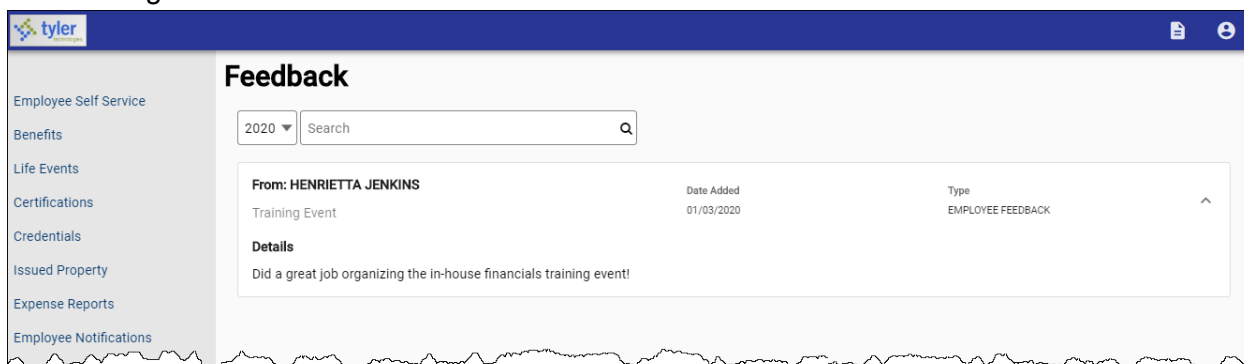 tyler
technologies
Feedback
Employee Self Service
Benefits
Life Events
Certifications
Credentials
Issued Property
Expense Reports
Employee Notifications
2020
Search
From: HENRIETTA JENKINS
Training Event
Date Added
01/03/2020
Type
EMPLOYEE FEEDBACK
Details
Did a great job organizing the in-house financials training event!